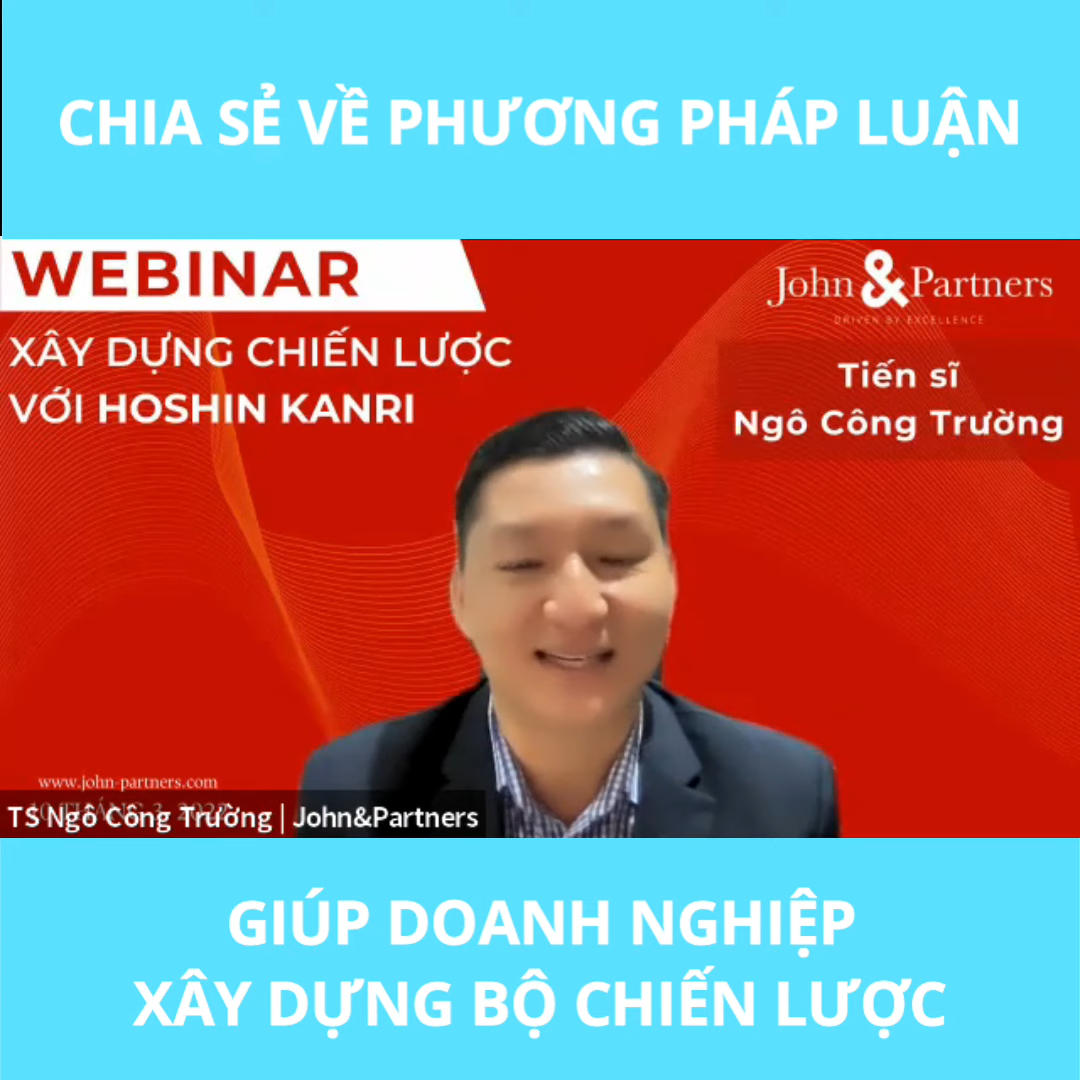 CHIA SẺ VỀ PHƯƠNG PHÁP LUẬN
WEBINAR
XÂY DỰNG CHIẾN LƯỢC
VỚI HOSHIN KANRI
John & Partners
DRIVEN BY EXCELLENCE
Tiến sĩ
Ngô Công Trường
www.john-partners.com
TS Ngô Công Trường | John&Partners
GIÚP DOANH NGHIỆP
XÂY DỰNG BỘ CHIẾN LƯỢC